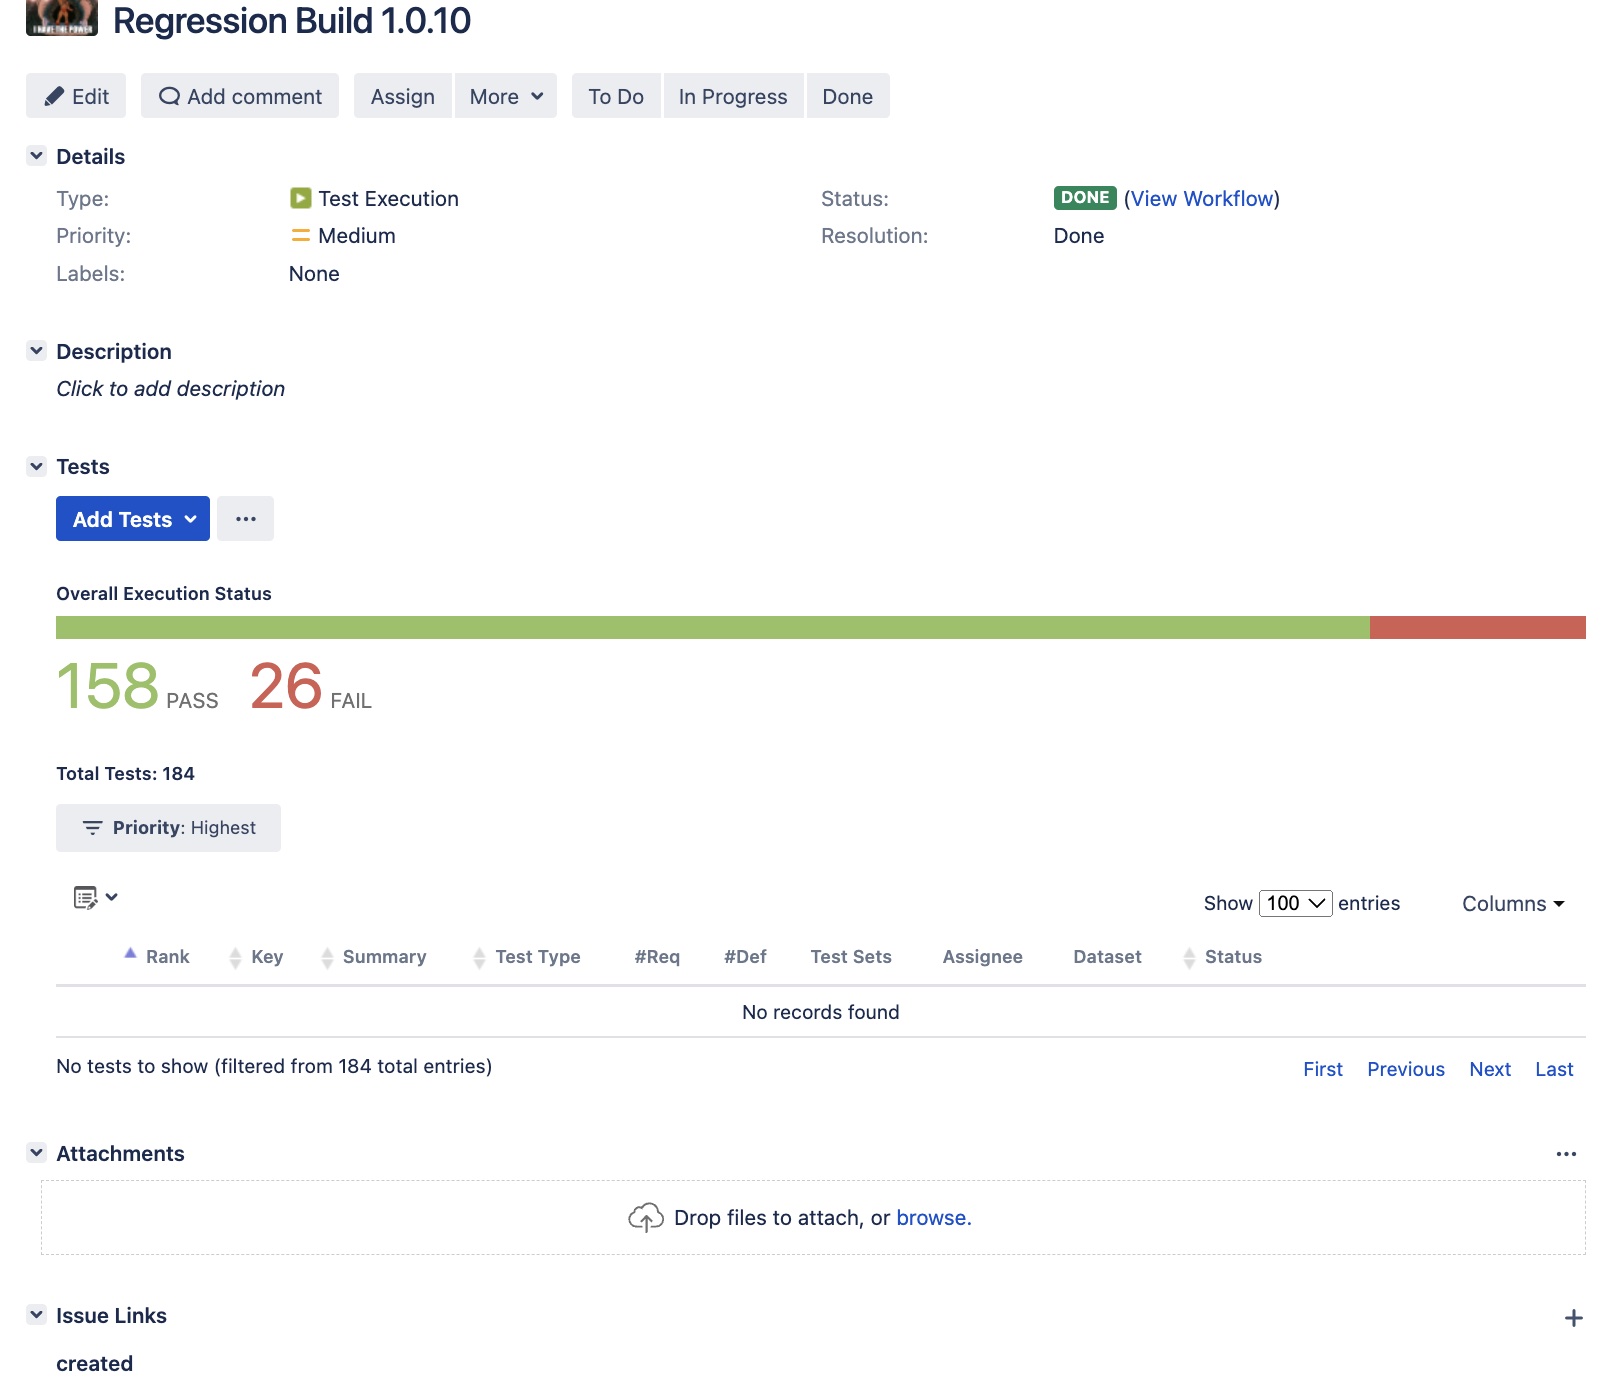 I HAVE THE POWER
Regression Build 1.0.10
Edit Add comment Assign More To Do In Progress Done
Details
Type: Test Execution Status: DONE (View Workflow)
Priority: Medium Resolution: Done
Labels: None
Description
Click to add description
Tests
Add Tests ...
Overall Execution Status
158 PASS 26 FAIL
Total Tests: 184
Priority: Highest
Show 100 entries Columns
Rank Key Summary Test Type #Req #Def Test Sets Assignee Dataset Status
No records found
No tests to show (filtered from 184 total entries) First Previous Next Last
Attachments ...
Drop files to attach, or browse.
Issue Links +
created